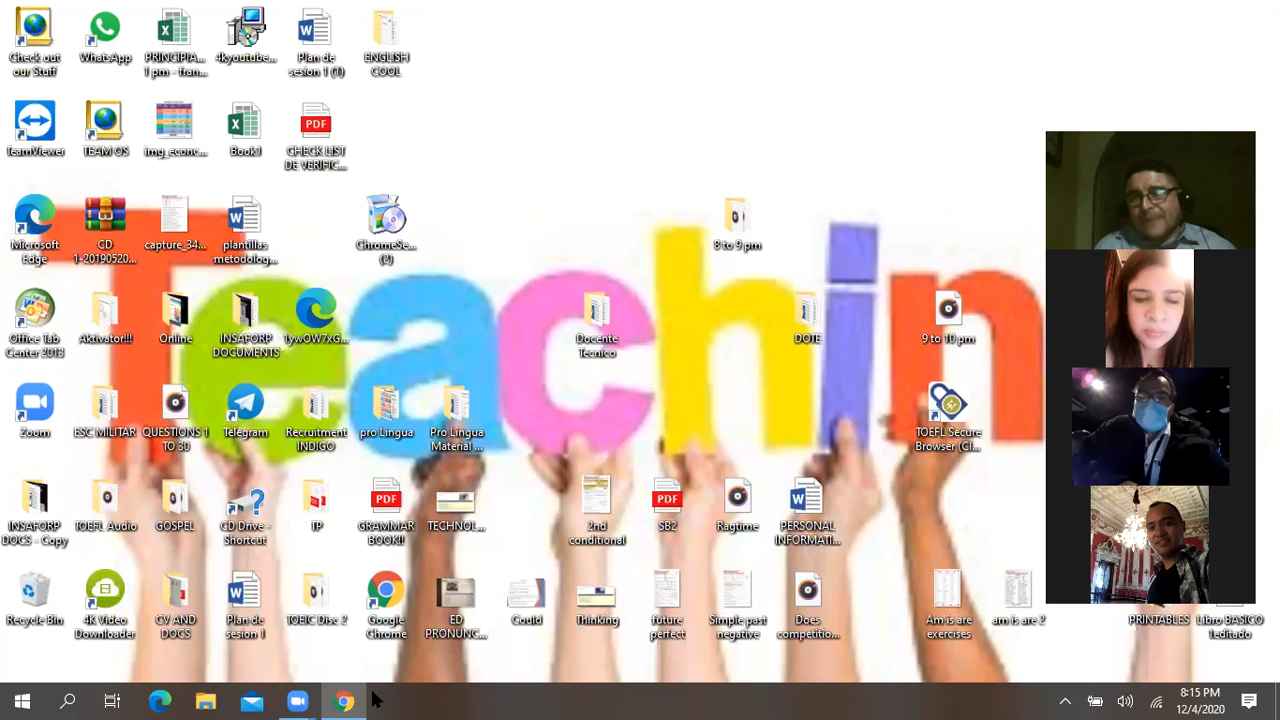 Check out
our Stuff
WhatsApp
PRINCIPIA...
1 pm - fran...
4kyoutube...
Plan de
sesion 1 (1)
ENGLISH
COOL
TeamViewer
TEAM OS
img_econc...
Book1
PDF
CHECK LIST
DE VERIFIC...
Microsoft
Edge
CD
1-20190520...
capture_34...
plantillas
metodolog...
ChromeSe...
(2)
8 to 9 pm
Teachin
Office Tab
Center 2013
Aktivator!!!
Online
INSAFORP
DOCUMENTS
1ywOW7xG...
Docente
Tecnico
DOTE
9 to 10 pm
Zoom
ESC MILITAR
QUESTIONS 1
TO 30
Telegram
Recruitment
INDIGO
pro Lingua
Pro Lingua
Material ...
TOEFL Secure
Browser (Cl...
INSAFORP
DOCS - Copy
TOEFL Audio
GOSPEL
CD Drive -
Shortcut
IP
PDF
GRAMMAR
BOOK!!
TECHNOL...
2nd
conditional
PDF
SB2
Ragtime
PERSONAL
INFORMATI...
Recycle Bin
4K Video
Downloader
CV AND
DOCS
Plan de
sesion 1
TOEIC Disc 2
Google
Chrome
ED
PRONUNC...
Could
Thinking
future
perfect
Simple past
negative
Does
competitio...
Am is are
exercises
am is are 2
PRINTABLES
Libro BASICO
1editado
8:15 PM
12/4/2020